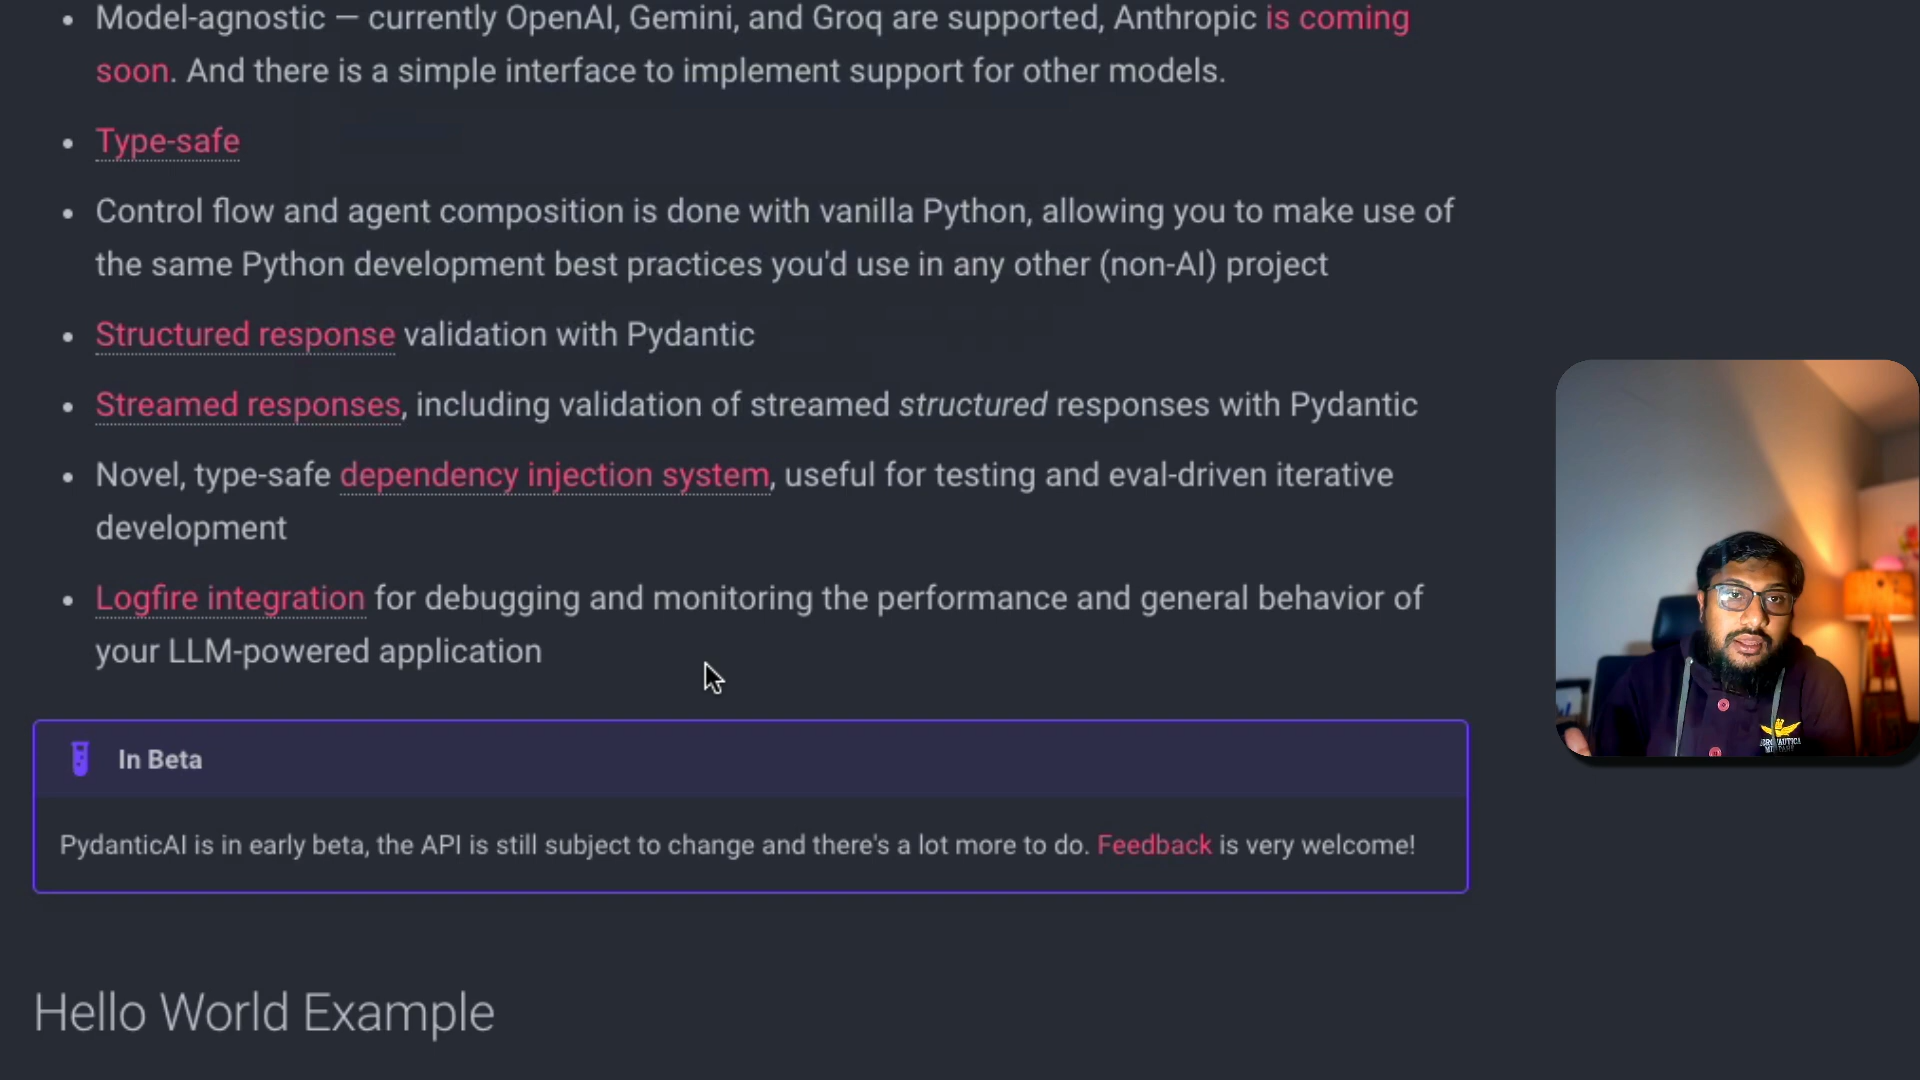 Model-agnostic — currently OpenAI, Gemini, and Groq are supported, Anthropic is coming
soon. And there is a simple interface to implement support for other models.
Type-safe
Control flow and agent composition is done with vanilla Python, allowing you to make use of
the same Python development best practices you'd use in any other (non-AI) project
Structured response validation with Pydantic
Streamed responses, including validation of streamed structured responses with Pydantic
Novel, type-safe dependency injection system, useful for testing and eval-driven iterative
development
Logfire integration for debugging and monitoring the performance and general behavior of
your LLM-powered application
In Beta
PydanticAI is in early beta, the API is still subject to change and there's a lot more to do. Feedback is very welcome!
Hello World Example